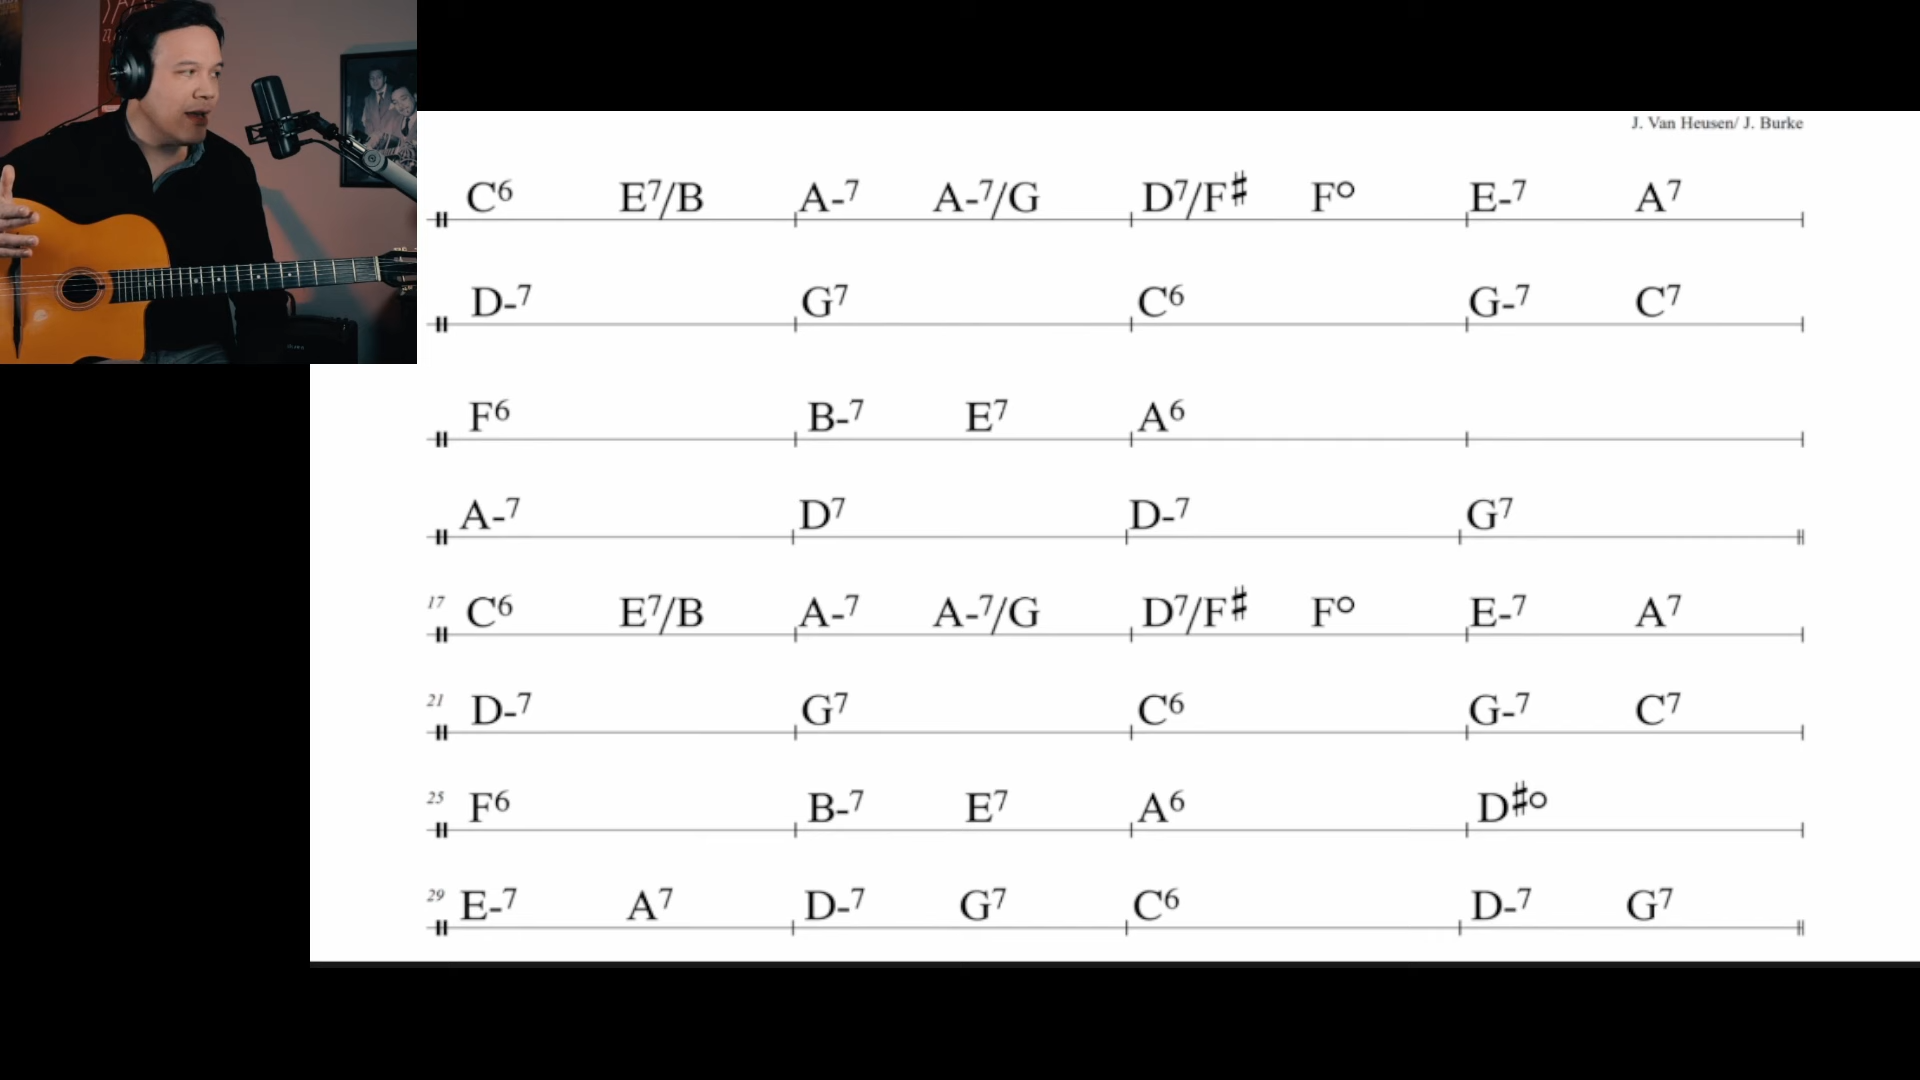 J. Van Heusen/ J. Burke
C6 E7/B A-7 A-7/G D7/F♯ F° E-7 A7
D-7 G7 C6 G-7 C7
F6 B-7 E7 A6
A-7 D7 D-7 G7
17 C6 E7/B A-7 A-7/G D7/F♯ F° E-7 A7
21 D-7 G7 C6 G-7 C7
25 F6 B-7 E7 A6 D♯°
29 E-7 A7 D-7 G7 C6 D-7 G7